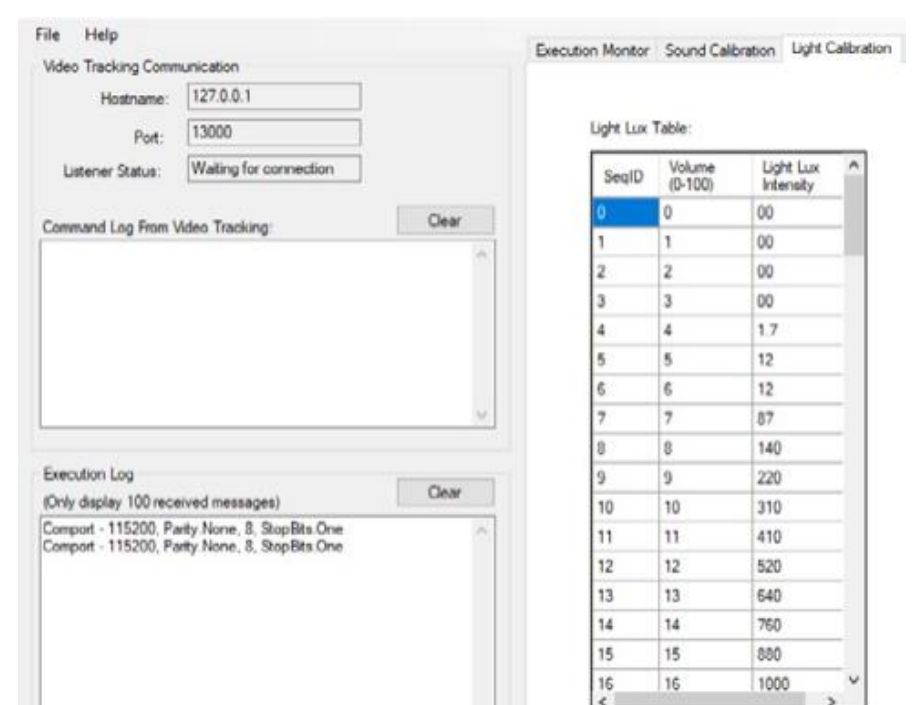 File Help
Video Tracking Communication
Hostname: 127.0.0.1
Port: 13000
Listener Status: Waiting for connection
Command Log From Video Tracking: Clear
Execution Log
(Only display 100 received messages) Clear
Comport - 115200, Parity.None, 8, StopBits.One
Comport - 115200, Parity.None, 8, StopBits.One
Execution Monitor Sound Calibration Light Calibration
Light Lux Table:
SeqID Volume (0-100) Light Lux Intensity
0 0 00
1 1 00
2 2 00
3 3 00
4 4 1.7
5 5 12
6 6 12
7 7 87
8 8 140
9 9 220
10 10 310
11 11 410
12 12 520
13 13 640
14 14 760
15 15 880
16 16 1000